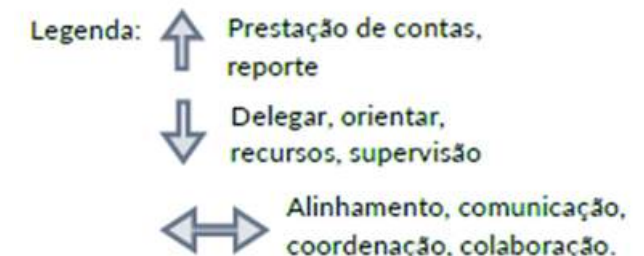 Legenda: Prestação de contas,
reporte
Delegar, orientar,
recursos, supervisão
Alinhamento, comunicação,
coordenação, colaboração.